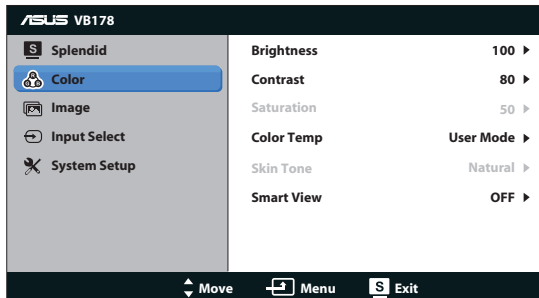 ASUS VB178
S Splendid
Color
Image
Input Select
System Setup
Brightness 100
Contrast 80
Saturation 50
Color Temp User Mode
Skin Tone Natural
Smart View OFF
Move Menu S Exit